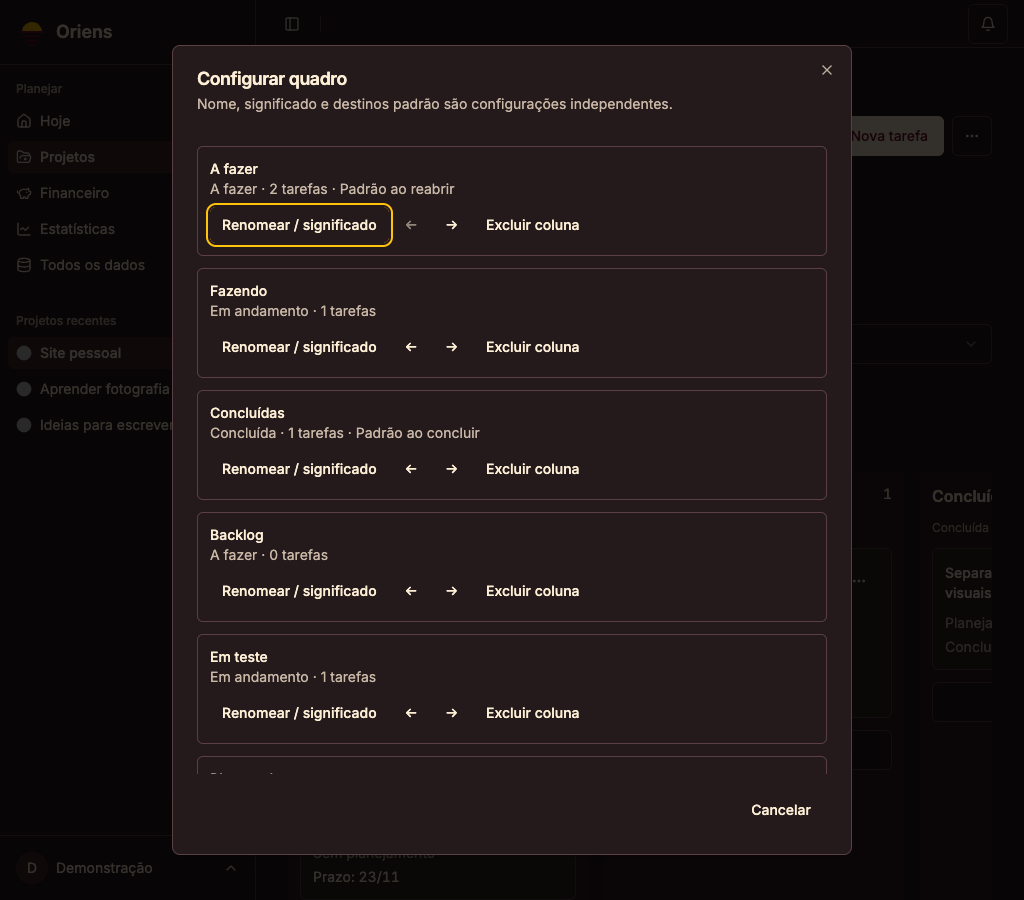 Oriens
Planejar
Hoje
Projetos
Financeiro
Estatísticas
Todos os dados
Projetos recentes
Site pessoal
Aprender fotografia
Ideias para escrever
D Demonstração
Nova tarefa
Configurar quadro
Nome, significado e destinos padrão são configurações independentes.
A fazer
A fazer · 2 tarefas · Padrão ao reabrir
Renomear / significado ← → Excluir coluna
Fazendo
Em andamento · 1 tarefas
Renomear / significado ← → Excluir coluna
Concluídas
Concluída · 1 tarefas · Padrão ao concluir
Renomear / significado ← → Excluir coluna
Backlog
A fazer · 0 tarefas
Renomear / significado ← → Excluir coluna
Em teste
Em andamento · 1 tarefas
Renomear / significado ← → Excluir coluna
Cancelar
1
Concluíd
Concluída
Separa
visuais
Planeja
Conclu
Sem planejamento
Prazo: 23/11